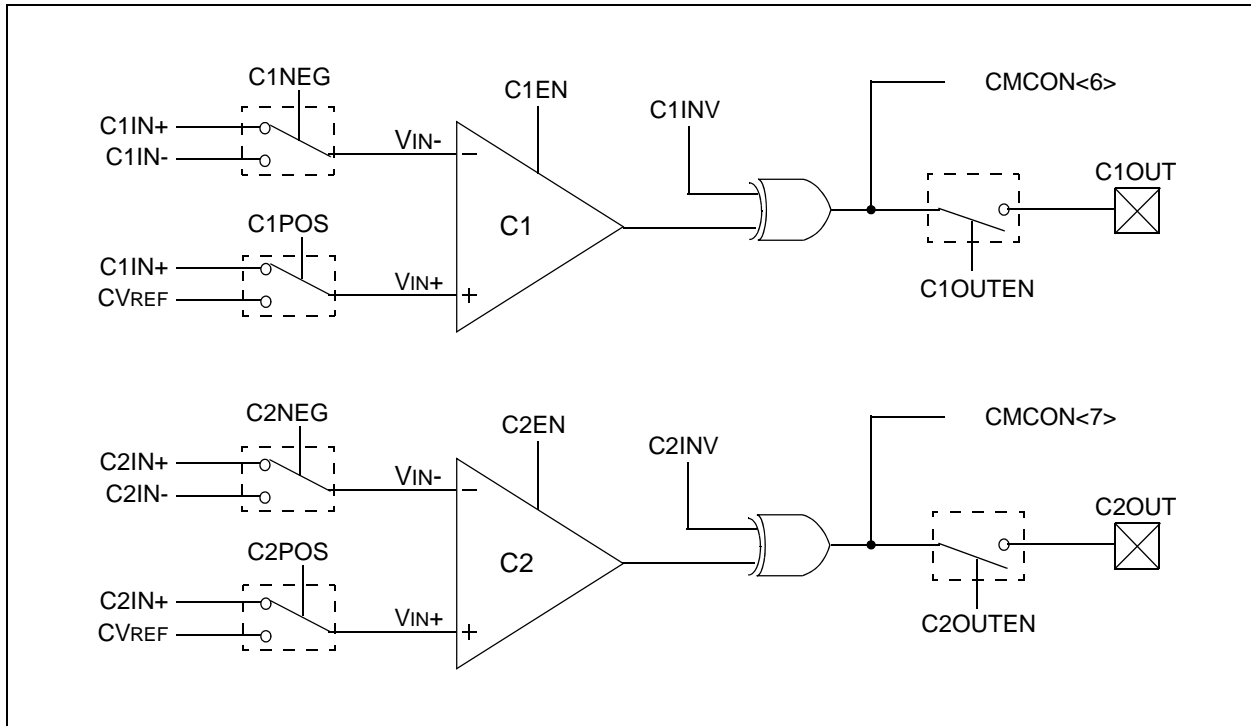 C1NEG
C1EN
C1INV
CMCON<6>
C1IN+
C1IN-
VIN-
–
C1OUT
C1POS
C1
C1IN+
CVREF
VIN+
+
C1OUTEN
C2NEG
C2EN
C2INV
CMCON<7>
C2IN+
C2IN-
VIN-
–
C2OUT
C2POS
C2
C2IN+
CVREF
VIN+
+
C2OUTEN